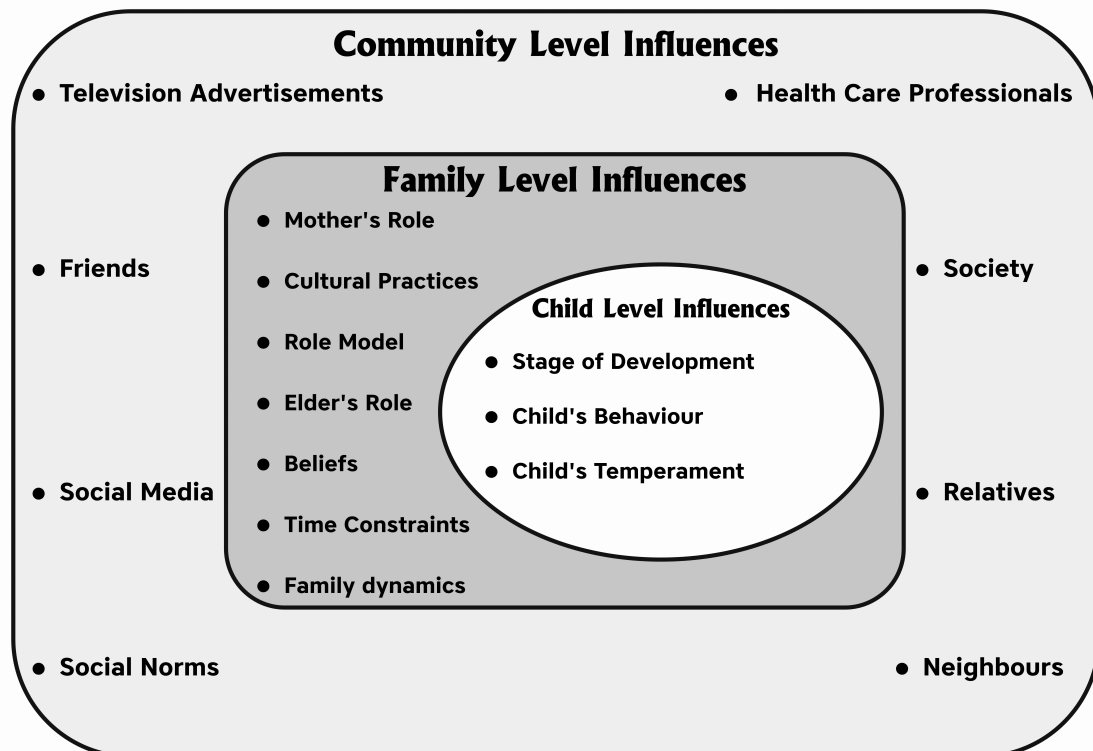 Community Level Influences
• Television Advertisements
• Health Care Professionals
Family Level Influences
• Mother's Role
• Cultural Practices
• Role Model
• Elder's Role
• Beliefs
• Time Constraints
• Family dynamics
Child Level Influences
• Stage of Development
• Child's Behaviour
• Child's Temperament
• Friends
• Society
• Social Media
• Relatives
• Social Norms
• Neighbours